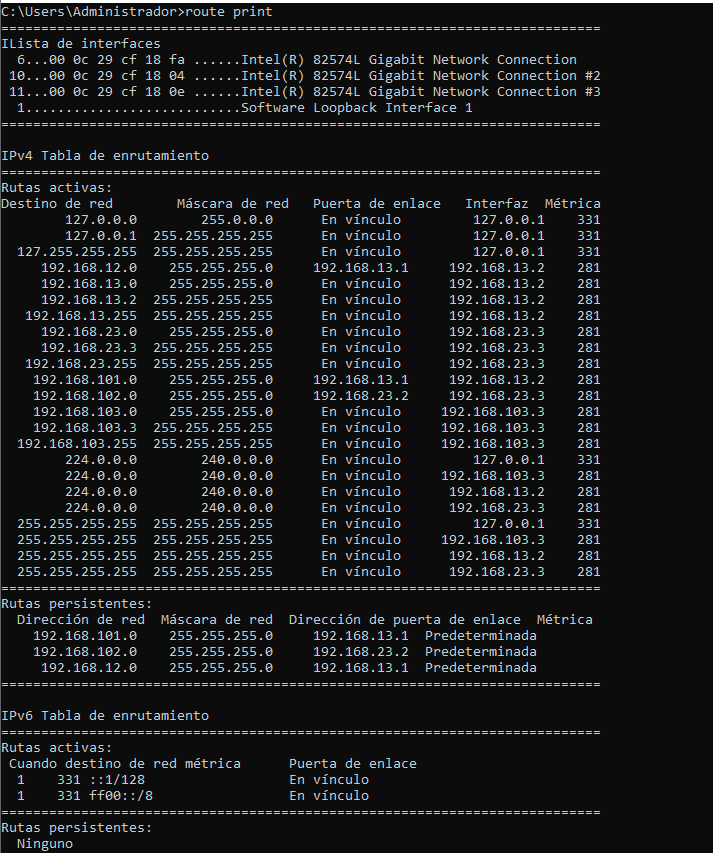 C:\Users\Administrador>route print
===========================================================================
ILista de interfaces
  6...00 0c 29 cf 18 fa ......Intel(R) 82574L Gigabit Network Connection
 10...00 0c 29 cf 18 04 ......Intel(R) 82574L Gigabit Network Connection #2
 11...00 0c 29 cf 18 0e ......Intel(R) 82574L Gigabit Network Connection #3
  1...........................Software Loopback Interface 1
===========================================================================
IPv4 Tabla de enrutamiento
===========================================================================
Rutas activas:
Destino de red        Máscara de red   Puerta de enlace   Interfaz  Métrica
        127.0.0.0        255.0.0.0      En vínculo         127.0.0.1    331
        127.0.0.1  255.255.255.255      En vínculo         127.0.0.1    331
  127.255.255.255  255.255.255.255      En vínculo         127.0.0.1    331
     192.168.12.0    255.255.255.0     192.168.13.1     192.168.13.2    281
     192.168.13.0    255.255.255.0      En vínculo      192.168.13.2    281
     192.168.13.2  255.255.255.255      En vínculo      192.168.13.2    281
   192.168.13.255  255.255.255.255      En vínculo      192.168.13.2    281
     192.168.23.0    255.255.255.0      En vínculo      192.168.23.3    281
     192.168.23.3  255.255.255.255      En vínculo      192.168.23.3    281
   192.168.23.255  255.255.255.255      En vínculo      192.168.23.3    281
    192.168.101.0    255.255.255.0     192.168.13.1     192.168.13.2    281
    192.168.102.0    255.255.255.0     192.168.23.2     192.168.23.3    281
    192.168.103.0    255.255.255.0      En vínculo     192.168.103.3    281
    192.168.103.3  255.255.255.255      En vínculo     192.168.103.3    281
  192.168.103.255  255.255.255.255      En vínculo     192.168.103.3    281
        224.0.0.0        240.0.0.0      En vínculo         127.0.0.1    331
        224.0.0.0        240.0.0.0      En vínculo     192.168.103.3    281
        224.0.0.0        240.0.0.0      En vínculo      192.168.13.2    281
        224.0.0.0        240.0.0.0      En vínculo      192.168.23.3    281
  255.255.255.255  255.255.255.255      En vínculo         127.0.0.1    331
  255.255.255.255  255.255.255.255      En vínculo     192.168.103.3    281
  255.255.255.255  255.255.255.255      En vínculo      192.168.13.2    281
  255.255.255.255  255.255.255.255      En vínculo      192.168.23.3    281
===========================================================================
Rutas persistentes:
  Dirección de red  Máscara de red  Dirección de puerta de enlace  Métrica
    192.168.101.0    255.255.255.0     192.168.13.1  Predeterminada
    192.168.102.0    255.255.255.0     192.168.23.2  Predeterminada
     192.168.12.0    255.255.255.0     192.168.13.1  Predeterminada
===========================================================================
IPv6 Tabla de enrutamiento
===========================================================================
Rutas activas:
 Cuando destino de red métrica      Puerta de enlace
  1    331 ::1/128                  En vínculo
  1    331 ff00::/8                 En vínculo
===========================================================================
Rutas persistentes:
  Ninguno